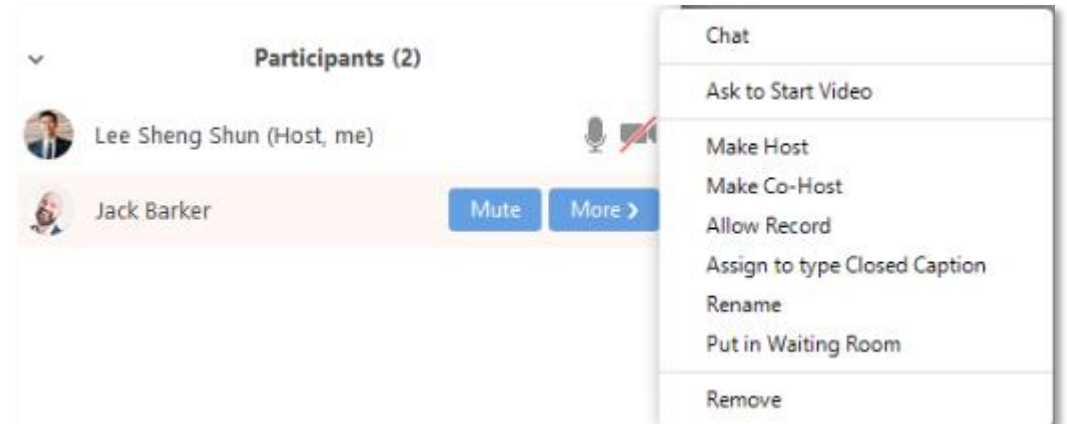 Participants (2)
Lee Sheng Shun (Host, me)
Jack Barker
Mute
More
Chat
Ask to Start Video
Make Host
Make Co-Host
Allow Record
Assign to type Closed Caption
Rename
Put in Waiting Room
Remove